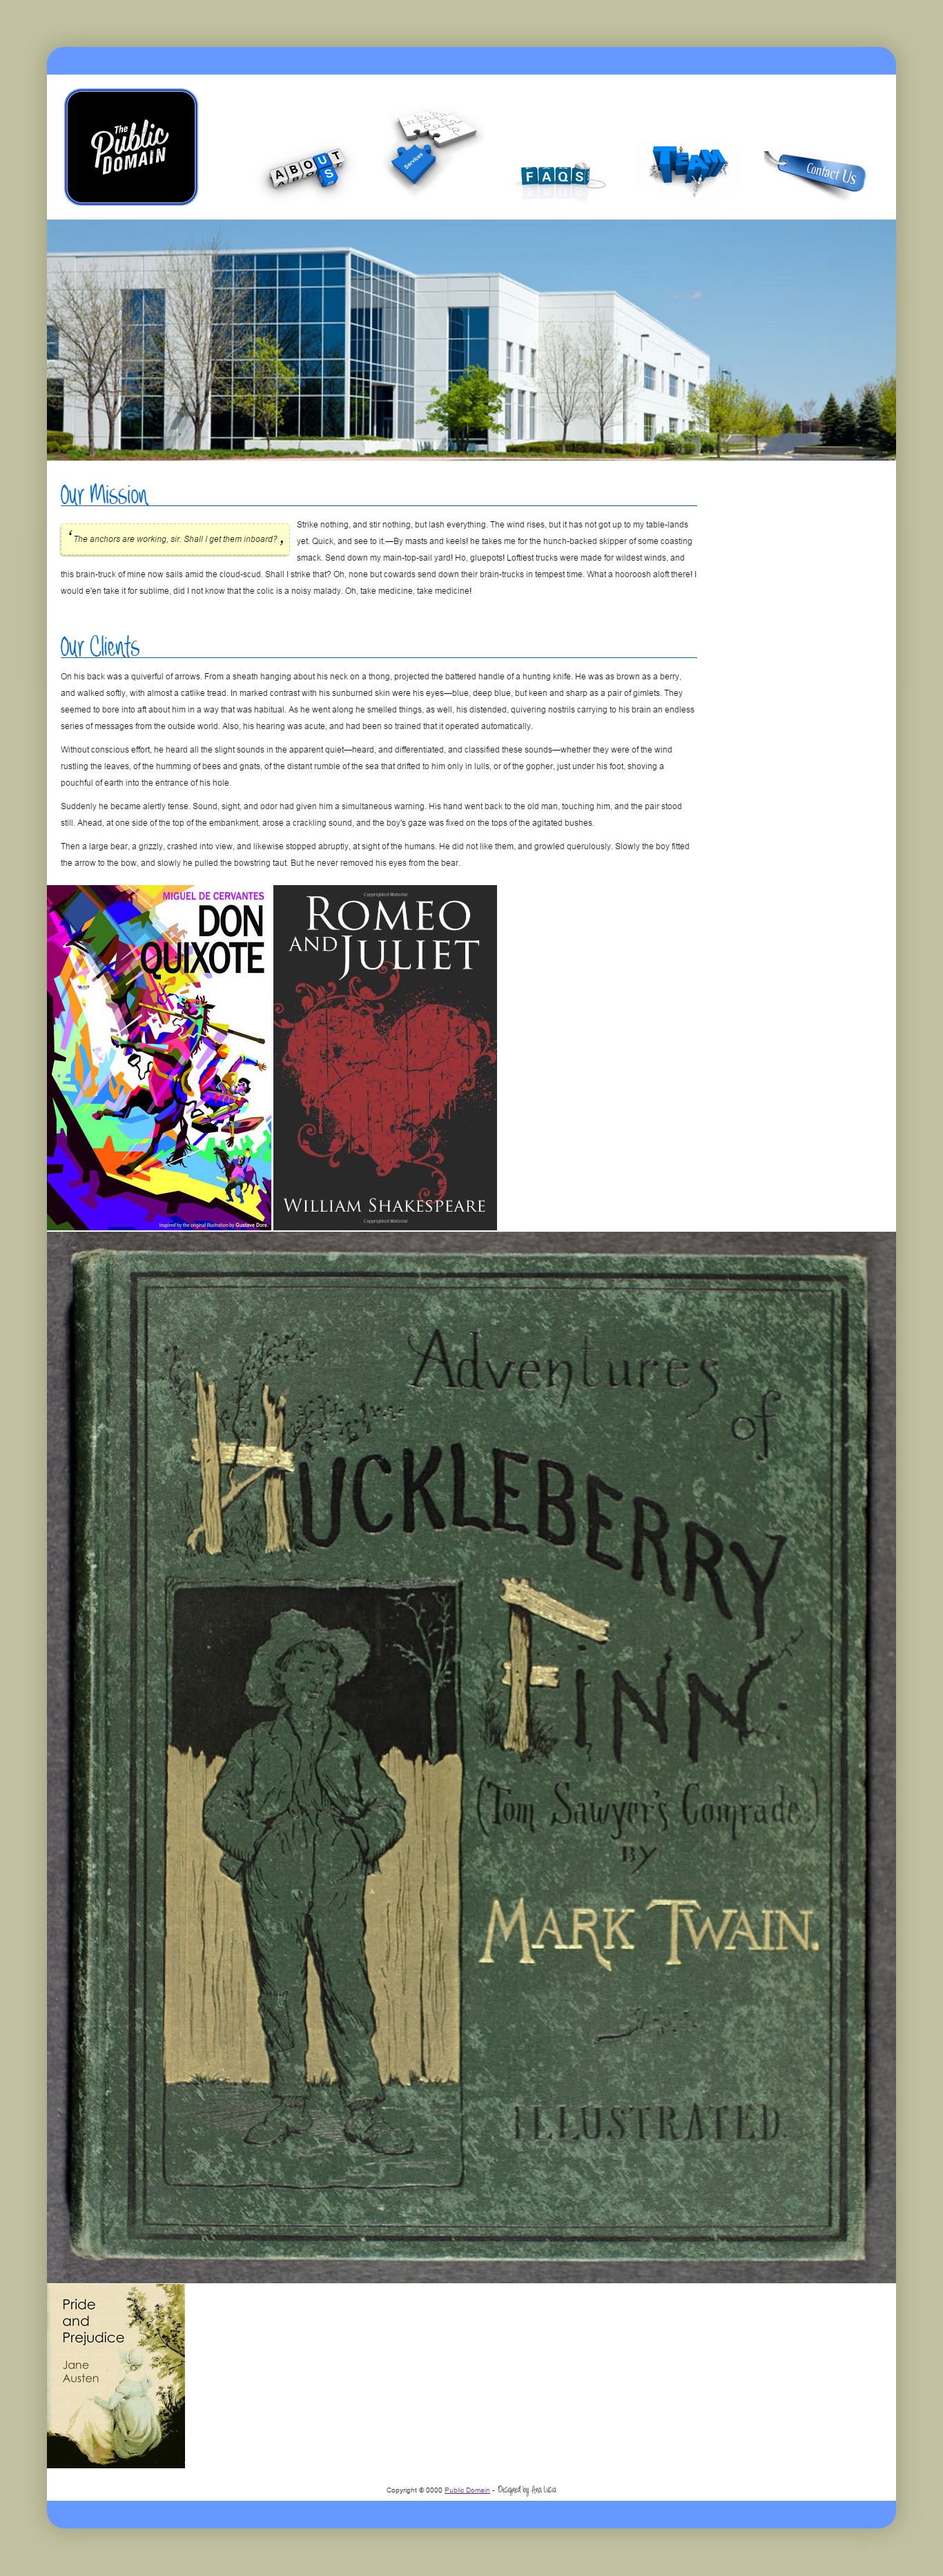 The
Public
DOMAIN
ABOUT
US
Services
FAQS
TEAM
Contact Us
Our Mission
‘ The anchors are working, sir. Shall I get them inboard? ,
Strike nothing, and stir nothing, but lash everything. The wind rises, but it has not got up to my table-lands
yet. Quick, and see to it.—By masts and keels! he takes me for the hunch-backed skipper of some coasting
smack. Send down my main-top-sail yard! Ho, gluepots! Loftiest trucks were made for wildest winds, and
this brain-truck of mine now sails amid the cloud-scud. Shall I strike that? Oh, none but cowards send down their brain-trucks in tempest time. What a hooroosh aloft there! I
would e'en take it for sublime, did I not know that the colic is a noisy malady. Oh, take medicine, take medicine!
Our Clients
On his back was a quiverful of arrows. From a sheath hanging about his neck on a thong, projected the battered handle of a hunting knife. He was as brown as a berry,
and walked softly, with almost a catlike tread. In marked contrast with his sunburned skin were his eyes—blue, deep blue, but keen and sharp as a pair of gimlets. They
seemed to bore into aft about him in a way that was habitual. As he went along he smelled things, as well, his distended, quivering nostrils carrying to his brain an endless
series of messages from the outside world. Also, his hearing was acute, and had been so trained that it operated automatically.
Without conscious effort, he heard all the slight sounds in the apparent quiet—heard, and differentiated, and classified these sounds—whether they were of the wind
rustling the leaves, of the humming of bees and gnats, of the distant rumble of the sea that drifted to him only in lulls, or of the gopher, just under his foot, shoving a
pouchful of earth into the entrance of his hole.
Suddenly he became alertly tense. Sound, sight, and odor had given him a simultaneous warning. His hand went back to the old man, touching him, and the pair stood
still. Ahead, at one side of the top of the embankment, arose a crackling sound, and the boy's gaze was fixed on the tops of the agitated bushes.
Then a large bear, a grizzly, crashed into view, and likewise stopped abruptly, at sight of the humans. He did not like them, and growled querulously. Slowly the boy fitted
the arrow to the bow, and slowly he pulled the bowstring taut. But he never removed his eyes from the bear.
MIGUEL DE CERVANTES
DON
QUIXOTE
Inspired by the original illustration by Gustave Dore.
Copyrighted Material
ROMEO
AND JULIET
WILLIAM SHAKESPEARE
Copyrighted Material
Adventures
of
HUCKLEBERRY
FINN.
(Tom Sawyer's Comrade.)
BY
MARK TWAIN.
ILLUSTRATED.
Pride
and
Prejudice
Jane
Austen
Copyright © 0000 Public Domain - Designed by Ana Lucia